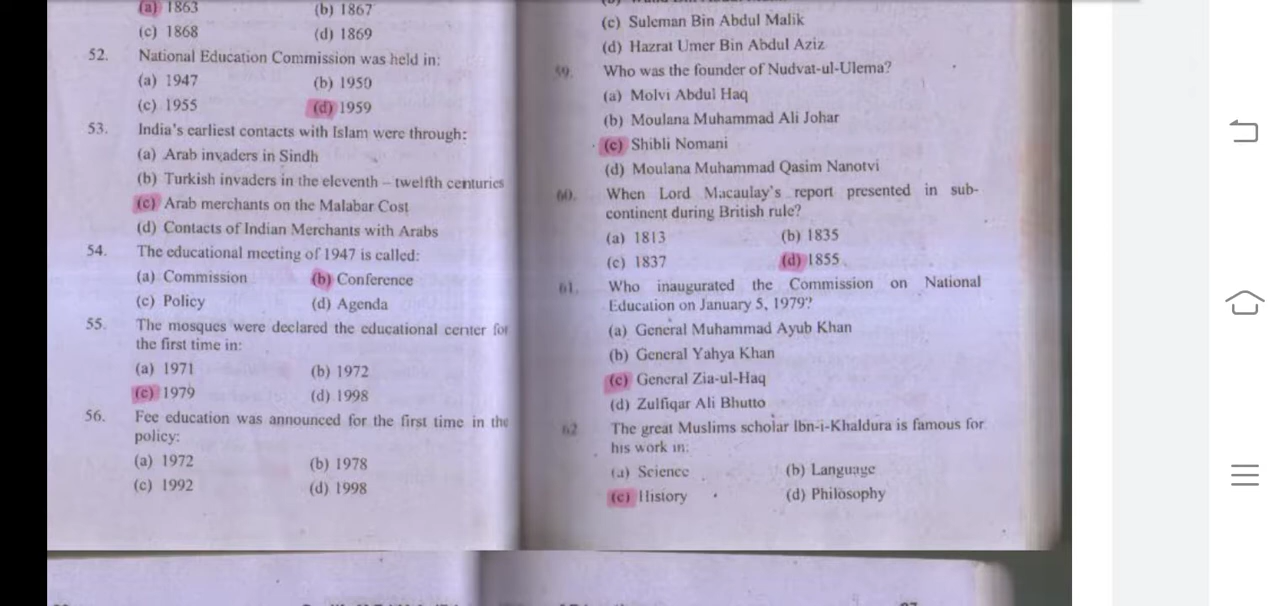 (a) 1863 (b) 1867
(c) 1868 (d) 1869
52. National Education Commission was held in:
(a) 1947 (b) 1950
(c) 1955 (d) 1959
53. India's earliest contacts with Islam were through:
(a) Arab invaders in Sindh
(b) Turkish invaders in the eleventh – twelfth centuries
(c) Arab merchants on the Malabar Cost
(d) Contacts of Indian Merchants with Arabs
54. The educational meeting of 1947 is called:
(a) Commission (b) Conference
(c) Policy (d) Agenda
55. The mosques were declared the educational center for
the first time in:
(a) 1971 (b) 1972
(c) 1979 (d) 1998
56. Fee education was announced for the first time in the
policy:
(a) 1972 (b) 1978
(c) 1992 (d) 1998
(c) Suleman Bin Abdul Malik
(d) Hazrat Umer Bin Abdul Aziz
59. Who was the founder of Nudvat-ul-Ulema?
(a) Molvi Abdul Haq
(b) Moulana Muhammad Ali Johar
(c) Shibli Nomani
(d) Moulana Muhammad Qasim Nanotvi
60. When Lord Macaulay's report presented in sub-
continent during British rule?
(a) 1813 (b) 1835
(c) 1837 (d) 1855
61. Who inaugurated the Commission on National
Education on January 5, 1979?
(a) General Muhammad Ayub Khan
(b) General Yahya Khan
(c) General Zia-ul-Haq
(d) Zulfiqar Ali Bhutto
62 The great Muslims scholar Ibn-i-Khaldura is famous for
his work in:
(a) Science (b) Language
(c) History (d) Philosophy